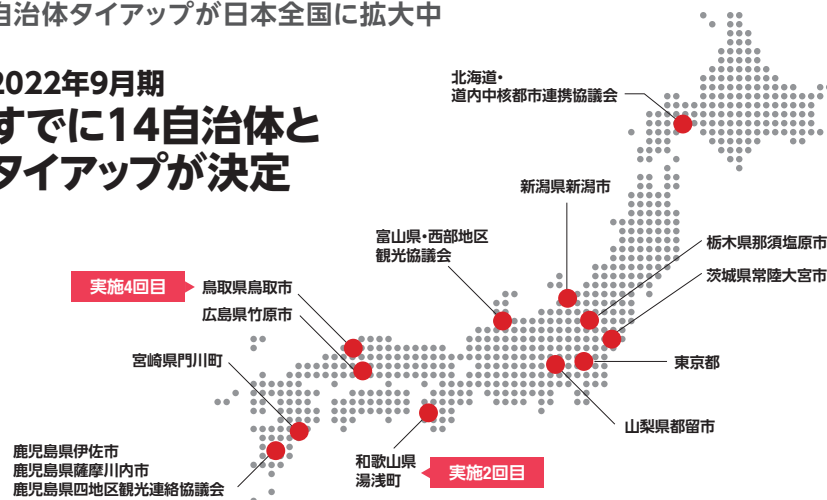 自治体タイアップが日本全国に拡大中
2022年9月期
すでに14自治体と
タイアップが決定
北海道・
道内中核都市連携協議会
新潟県新潟市
富山県・西部地区
観光協議会
栃木県那須塩原市
茨城県常陸大宮市
実施4回目
鳥取県鳥取市
広島県竹原市
宮崎県門川町
東京都
山梨県都留市
鹿児島県伊佐市
鹿児島県薩摩川内市
鹿児島県四地区観光連絡協議会
和歌山県
湯浅町
実施2回目